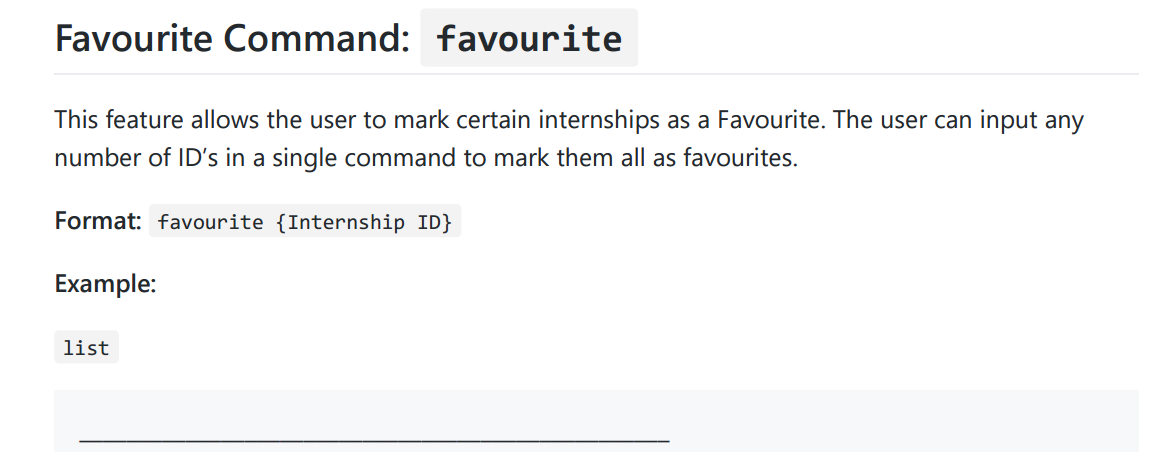 Favourite Command: favourite
This feature allows the user to mark certain internships as a Favourite. The user can input any
number of ID’s in a single command to mark them all as favourites.
Format: favourite {Internship ID}
Example:
list